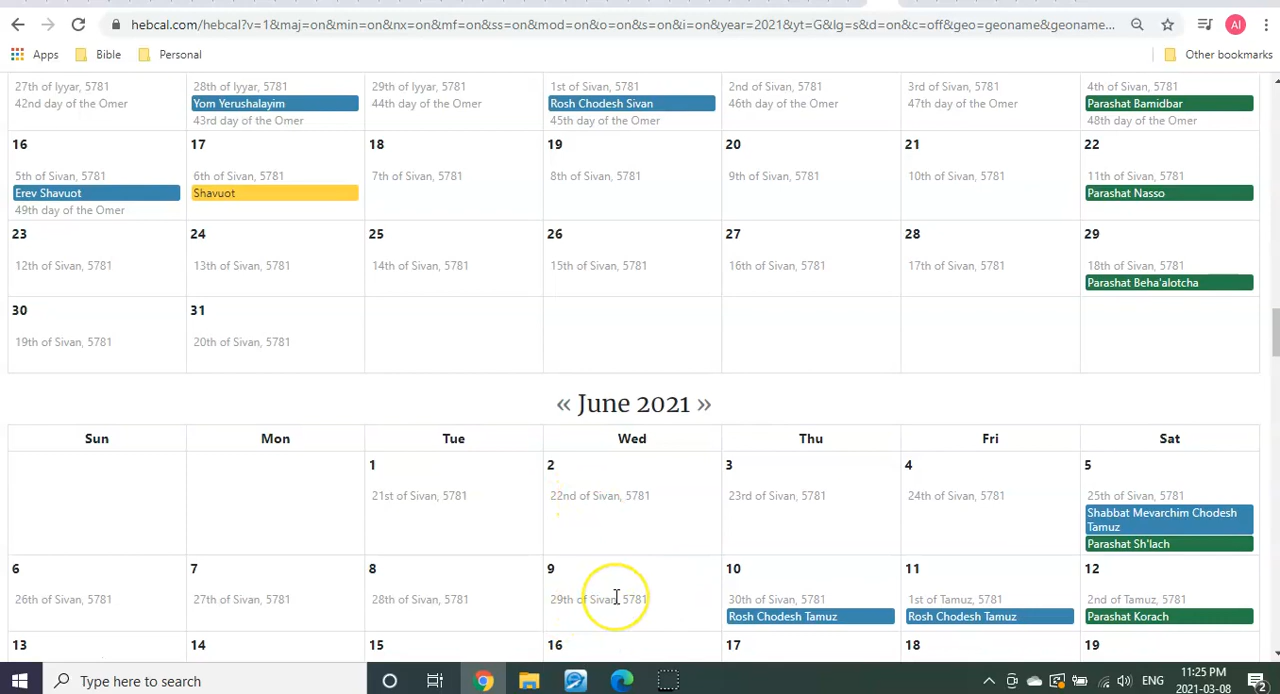 hebcal.com/hebcal?v=1&maj=on&min=on&nx=on&mf=on&ss=on&mod=on&o=on&s=on&i=on&year=2021&yt=G&lg=s&d=on&c=off&geo=geoname&geoname... AI
Apps Bible Personal Other bookmarks
27th of Iyyar, 5781 28th of Iyyar, 5781 29th of Iyyar, 5781 1st of Sivan, 5781 2nd of Sivan, 5781 3rd of Sivan, 5781 4th of Sivan, 5781
42nd day of the Omer Yom Yerushalayim 44th day of the Omer Rosh Chodesh Sivan 46th day of the Omer 47th day of the Omer Parashat Bamidbar
43rd day of the Omer 45th day of the Omer 48th day of the Omer
16 17 18 19 20 21 22
5th of Sivan, 5781 6th of Sivan, 5781 7th of Sivan, 5781 8th of Sivan, 5781 9th of Sivan, 5781 10th of Sivan, 5781 11th of Sivan, 5781
Erev Shavuot Shavuot Parashat Nasso
49th day of the Omer
23 24 25 26 27 28 29
12th of Sivan, 5781 13th of Sivan, 5781 14th of Sivan, 5781 15th of Sivan, 5781 16th of Sivan, 5781 17th of Sivan, 5781 18th of Sivan, 5781
Parashat Beha'alotcha
30 31
19th of Sivan, 5781 20th of Sivan, 5781
« June 2021 »
Sun Mon Tue Wed Thu Fri Sat
1 2 3 4 5
21st of Sivan, 5781 22nd of Sivan, 5781 23rd of Sivan, 5781 24th of Sivan, 5781 25th of Sivan, 5781
Shabbat Mevarchim Chodesh
Tamuz
Parashat Sh'lach
6 7 8 9 10 11 12
26th of Sivan, 5781 27th of Sivan, 5781 28th of Sivan, 5781 29th of Sivan, 5781 30th of Sivan, 5781 1st of Tamuz, 5781 2nd of Tamuz, 5781
Rosh Chodesh Tamuz Rosh Chodesh Tamuz Parashat Korach
13 14 15 16 17 18 19
Type here to search ENG 11:25 PM
2021-03-08 2